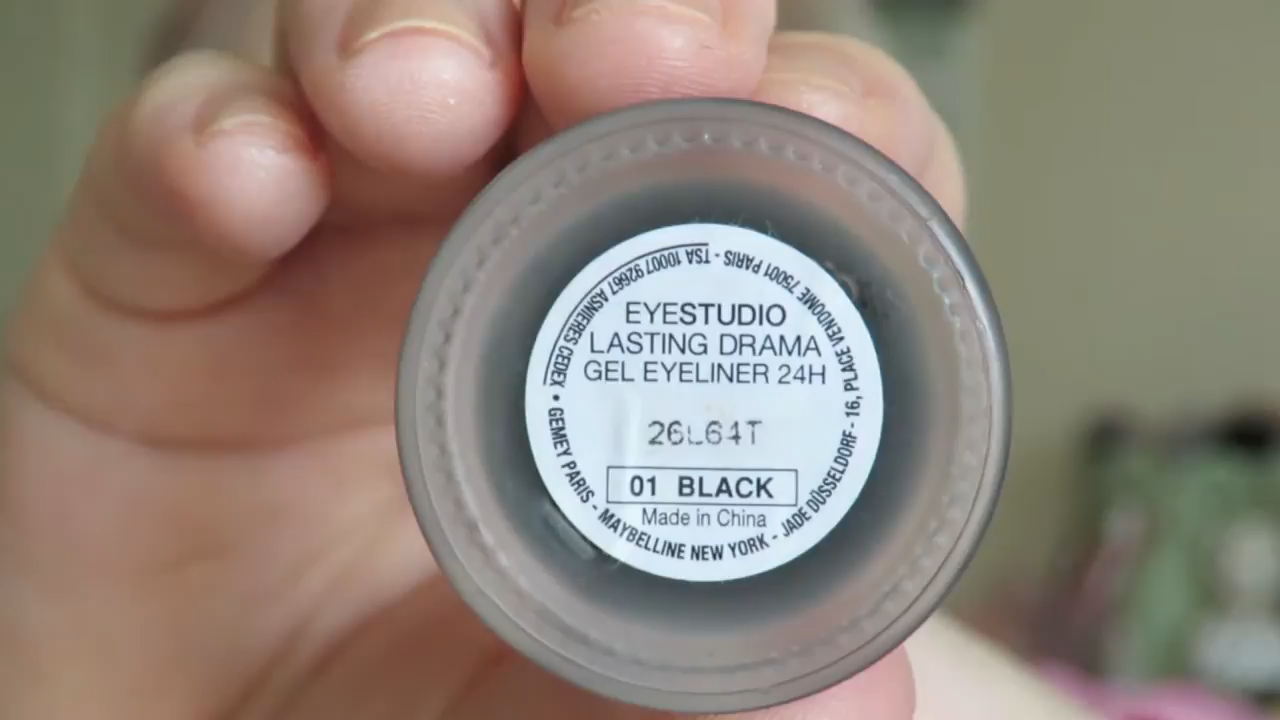 EYESTUDIO
LASTING DRAMA
GEL EYELINER 24H
26L64T
01 BLACK
Made in China
• GEMEY PARIS - MAYBELLINE NEW YORK - JADE DÜSSELDORF - 16, PLACE VENDOME 75001 PARIS - TSA 10007 92667 ASNIERES CEDEX